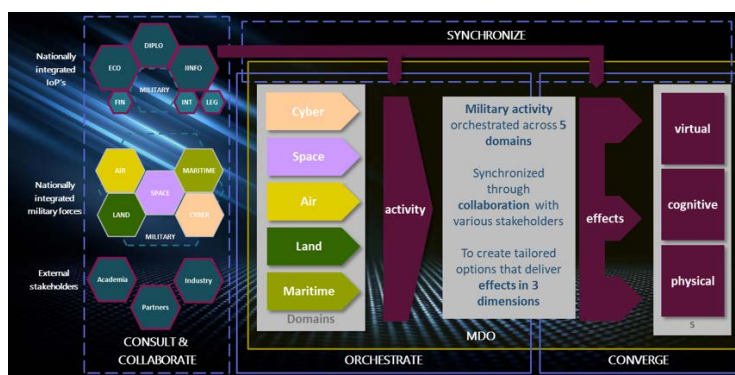 SYNCHRONIZE
Nationally
integrated
IoP's
DIPLO
ECO
IINFO
MILITARY
FIN
INT
LEG
Nationally
integrated
military forces
AIR
MARITIME
SPACE
LAND
CYBER
MILITARY
External
stakeholders
Academia
Industry
Partners
CONSULT &
COLLABORATE
Cyber
Space
Air
Land
Maritime
Domains
activity
Military activity
orchestrated across 5
domains
Synchronized
through
collaboration with
various stakeholders
To create tailored
options that deliver
effects in 3
dimensions
effects
virtual
cognitive
physical
s
MDO
ORCHESTRATE
CONVERGE